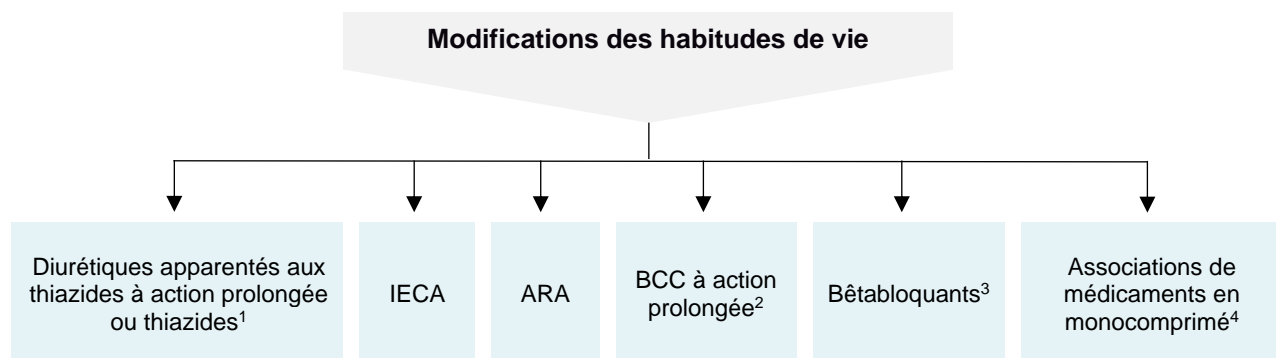 Modifications des habitudes de vie
Diurétiques apparentés aux
thiazides à action prolongée
ou thiazides¹
IECA
ARA
BCC à action
prolongée²
Bêtabloquants³
Associations de
médicaments en
monocomprimé⁴